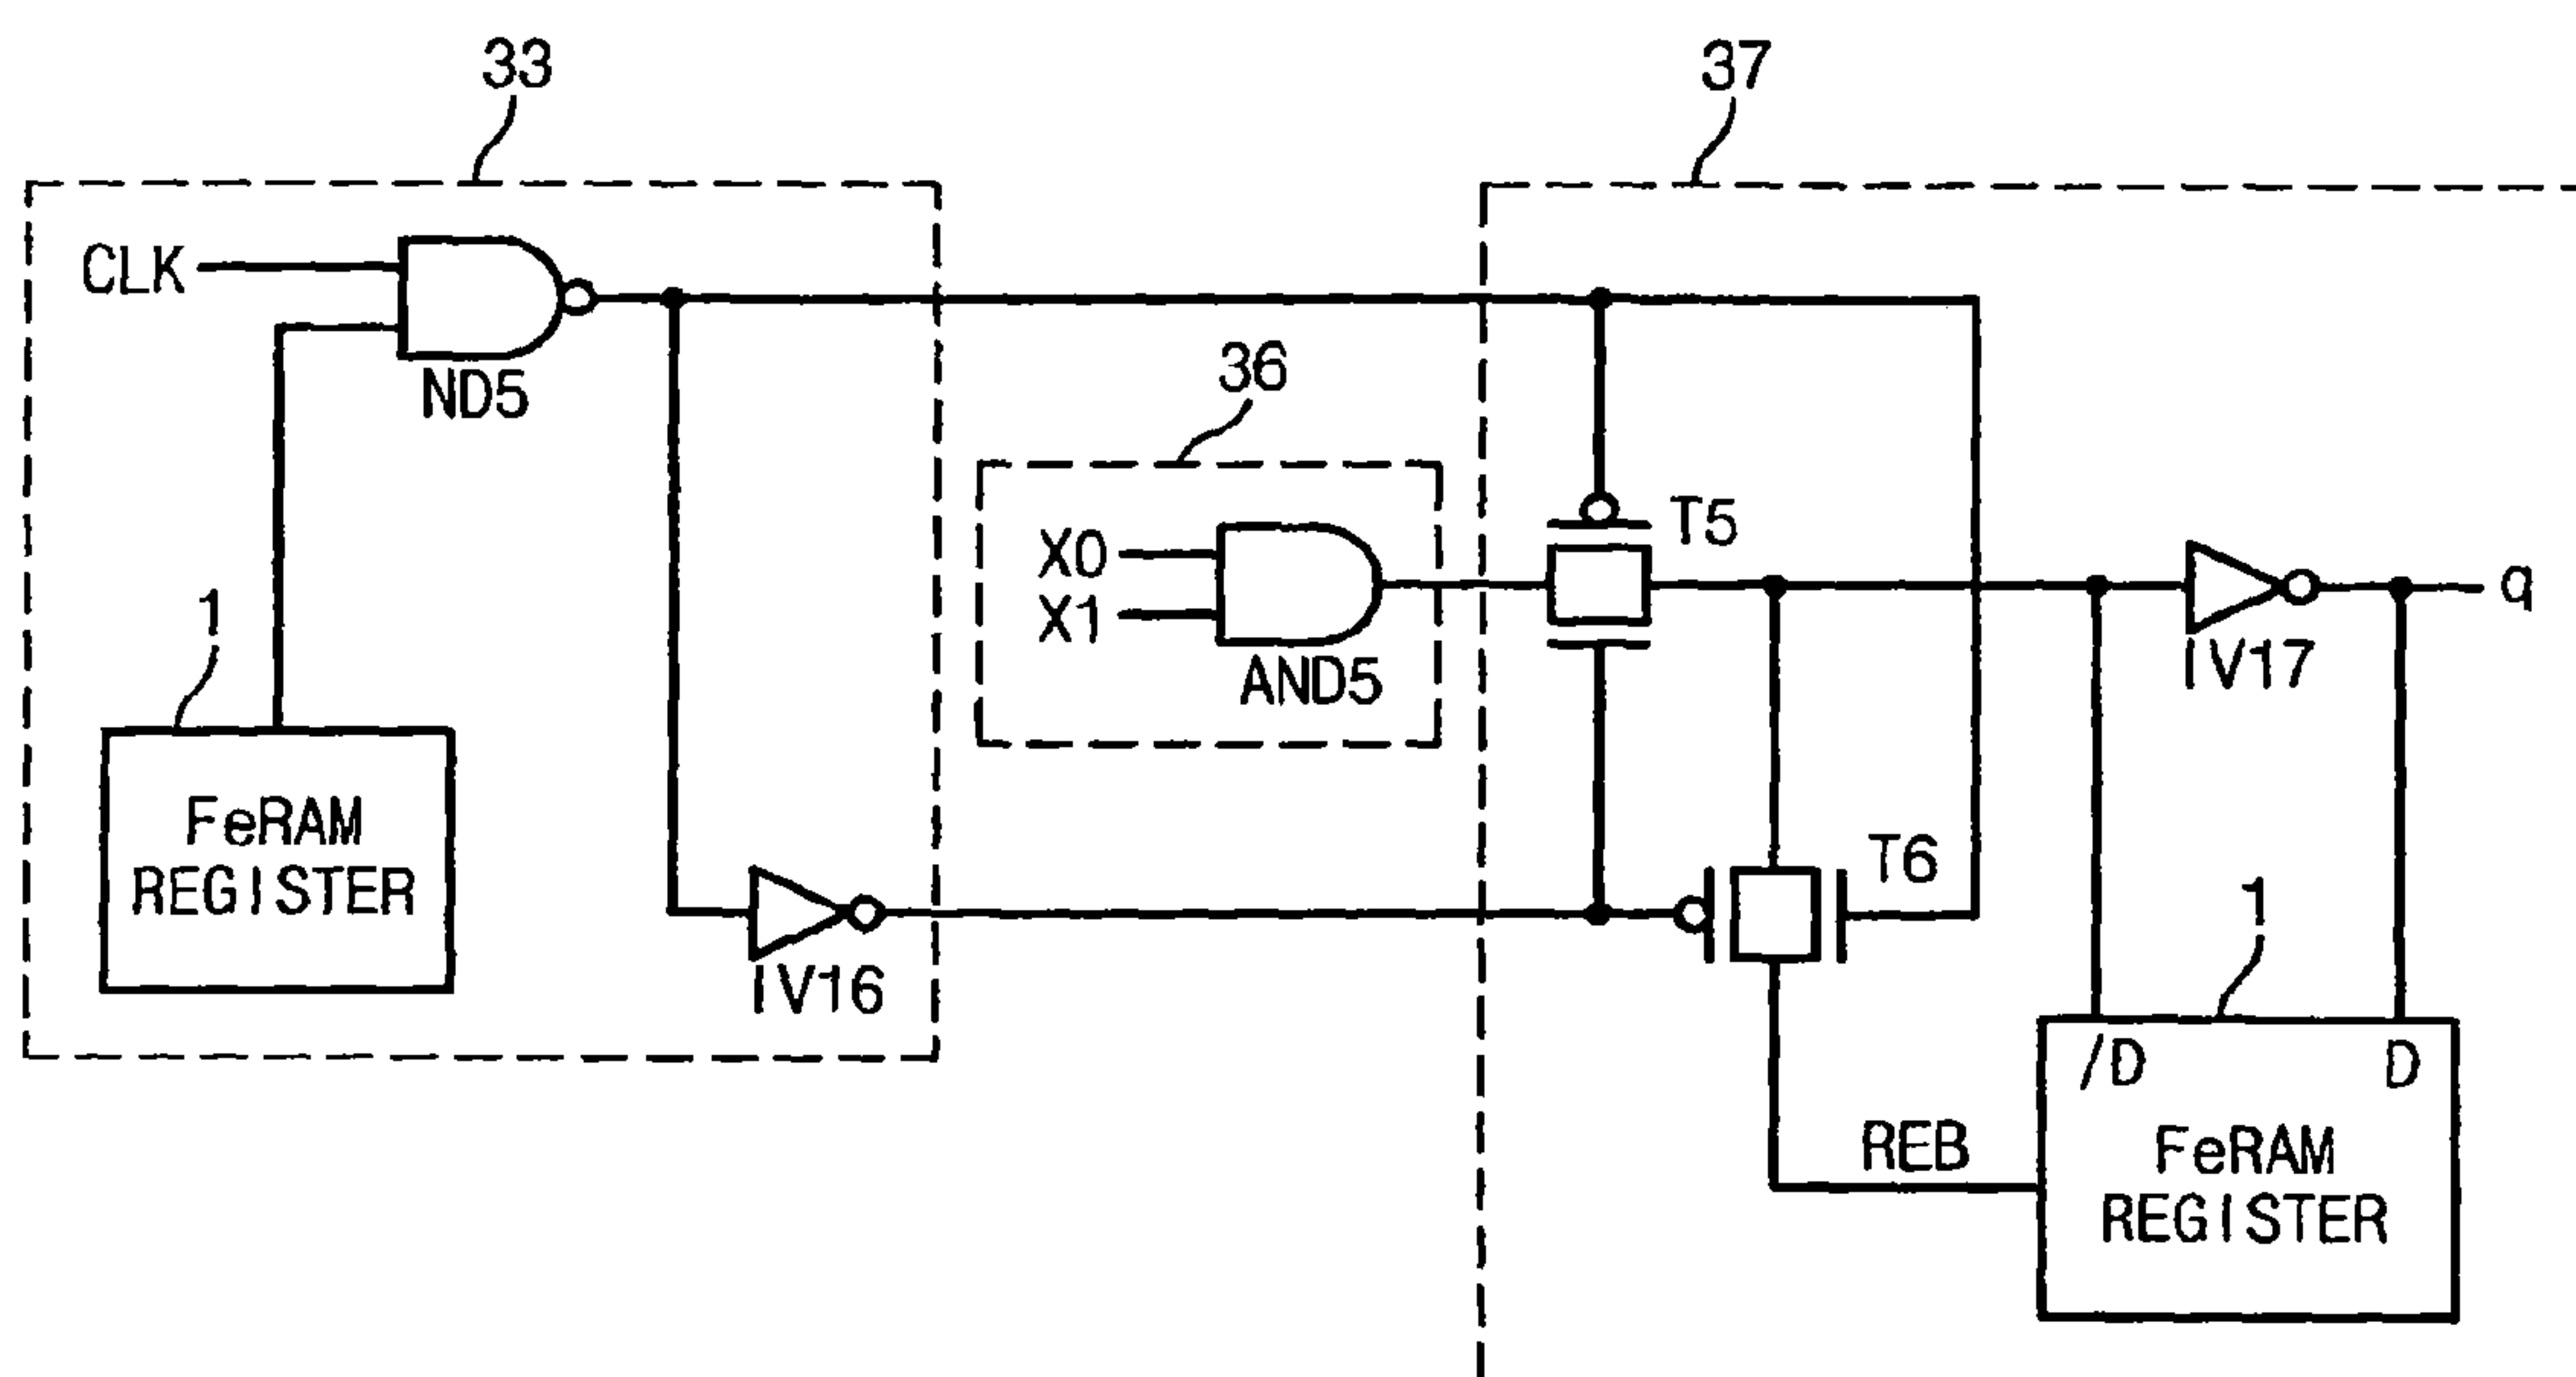 33
37
CLK
ND5
36
X0
X1
AND5
T5
q
IV17
1
FeRAM
REGISTER
IV16
T6
1
/D
D
REB
FeRAM
REGISTER